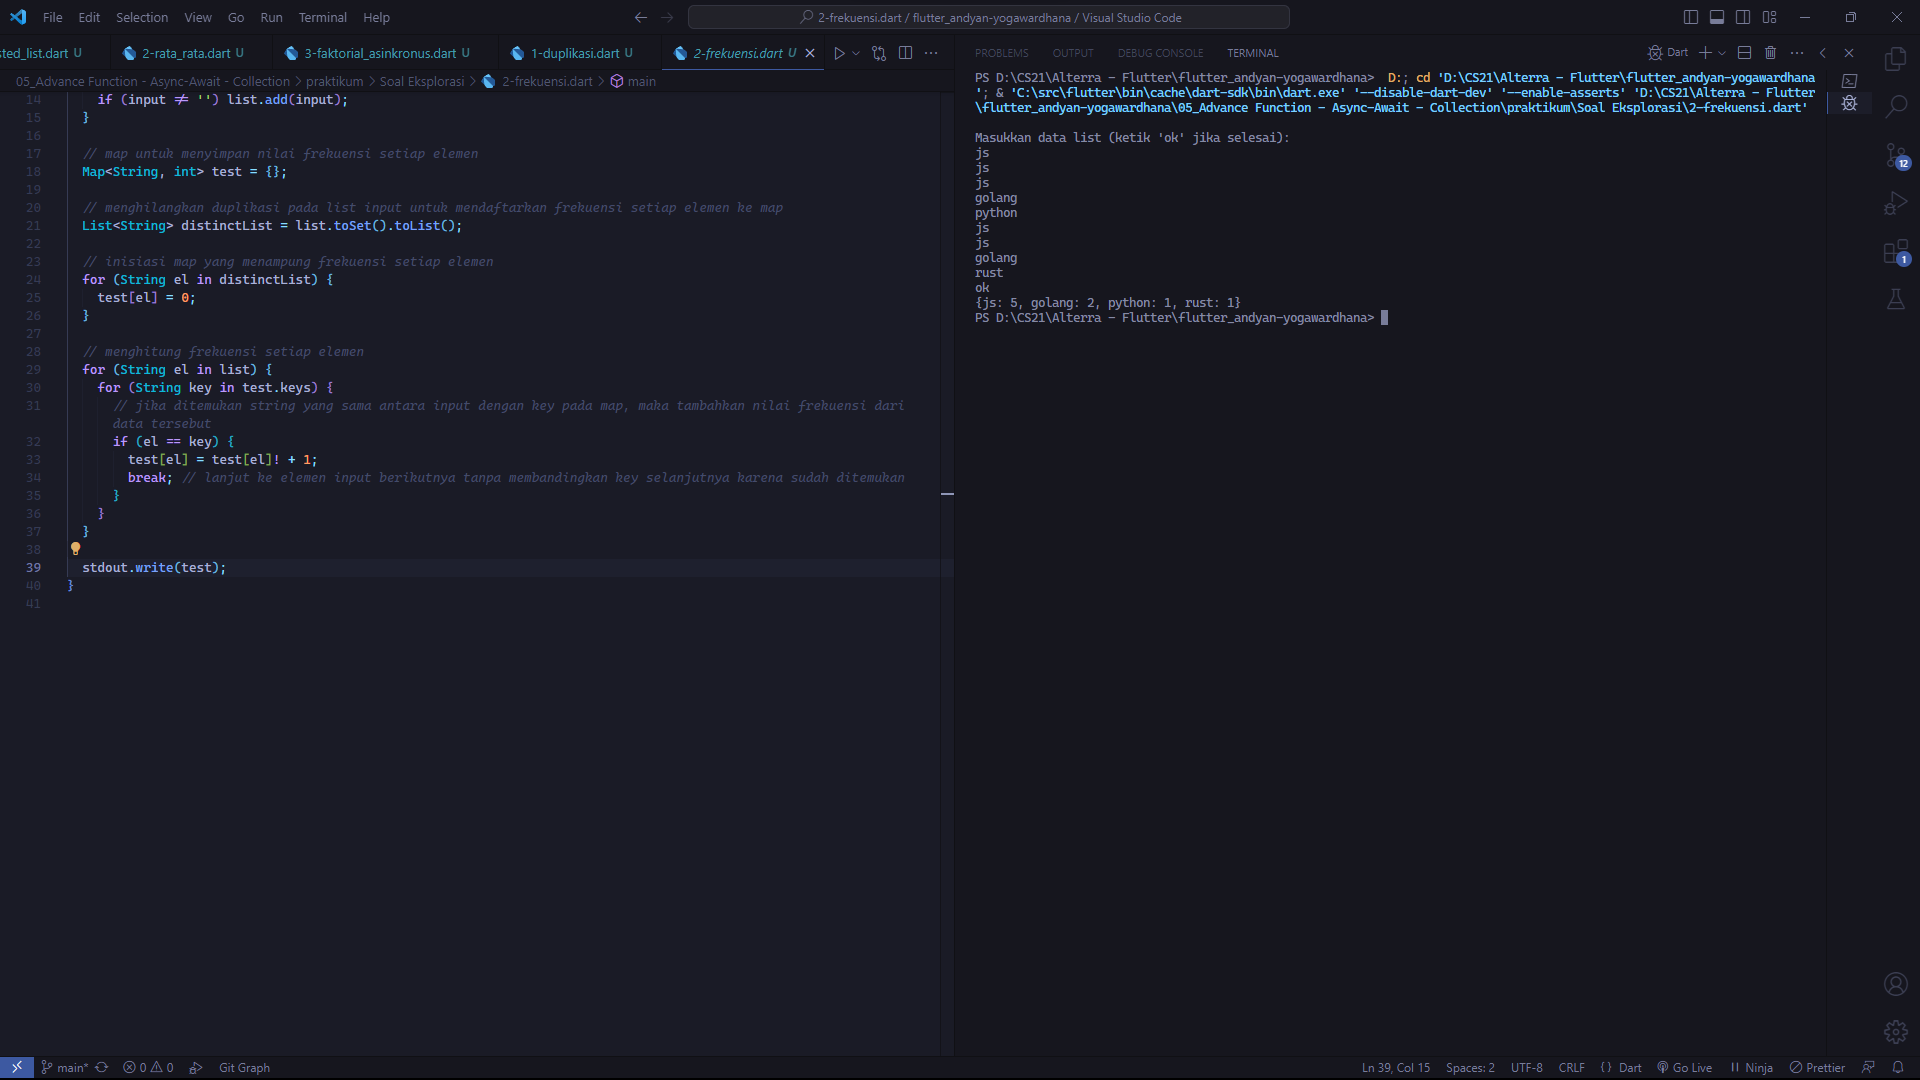 File Edit Selection View Go Run Terminal Help
2-frekuensi.dart / flutter_andyan-yogawardhana / Visual Studio Code
sted_list.dart U 2-rata_rata.dart U 3-faktorial_asinkronus.dart U 1-duplikasi.dart U 2-frekuensi.dart U
05_Advance Function - Async-Await - Collection > praktikum > Soal Eksplorasi > 2-frekuensi.dart > main
14 if (input ≠ '') list.add(input);
15 }
16
17 // map untuk menyimpan nilai frekuensi setiap elemen
18 Map<String, int> test = {};
19
20 // menghilangkan duplikasi pada list input untuk mendaftarkan frekuensi setiap elemen ke map
21 List<String> distinctList = list.toSet().toList();
22
23 // inisiasi map yang menampung frekuensi setiap elemen
24 for (String el in distinctList) {
25 test[el] = 0;
26 }
27
28 // menghitung frekuensi setiap elemen
29 for (String el in list) {
30 for (String key in test.keys) {
31 // jika ditemukan string yang sama antara input dengan key pada map, maka tambahkan nilai frekuensi dari
data tersebut
32 if (el == key) {
33 test[el] = test[el]! + 1;
34 break; // lanjut ke elemen input berikutnya tanpa membandingkan key selanjutnya karena sudah ditemukan
35 }
36 }
37 }
38
39 stdout.write(test);
40 }
41
PROBLEMS OUTPUT DEBUG CONSOLE TERMINAL Dart
PS D:\CS21\Alterra - Flutter\flutter_andyan-yogawardhana> D:; cd 'D:\CS21\Alterra - Flutter\flutter_andyan-yogawardhana
'; & 'C:\src\flutter\bin\cache\dart-sdk\bin\dart.exe' '--disable-dart-dev' '--enable-asserts' 'D:\CS21\Alterra - Flutter
\flutter_andyan-yogawardhana\05_Advance Function - Async-Await - Collection\praktikum\Soal Eksplorasi\2-frekuensi.dart'
Masukkan data list (ketik 'ok' jika selesai):
js
js
js
golang
python
js
js
golang
rust
ok
{js: 5, golang: 2, python: 1, rust: 1}
PS D:\CS21\Alterra - Flutter\flutter_andyan-yogawardhana>
12
1
main* 0 0 Git Graph
Ln 39, Col 15 Spaces: 2 UTF-8 CRLF { } Dart Go Live Ninja Prettier